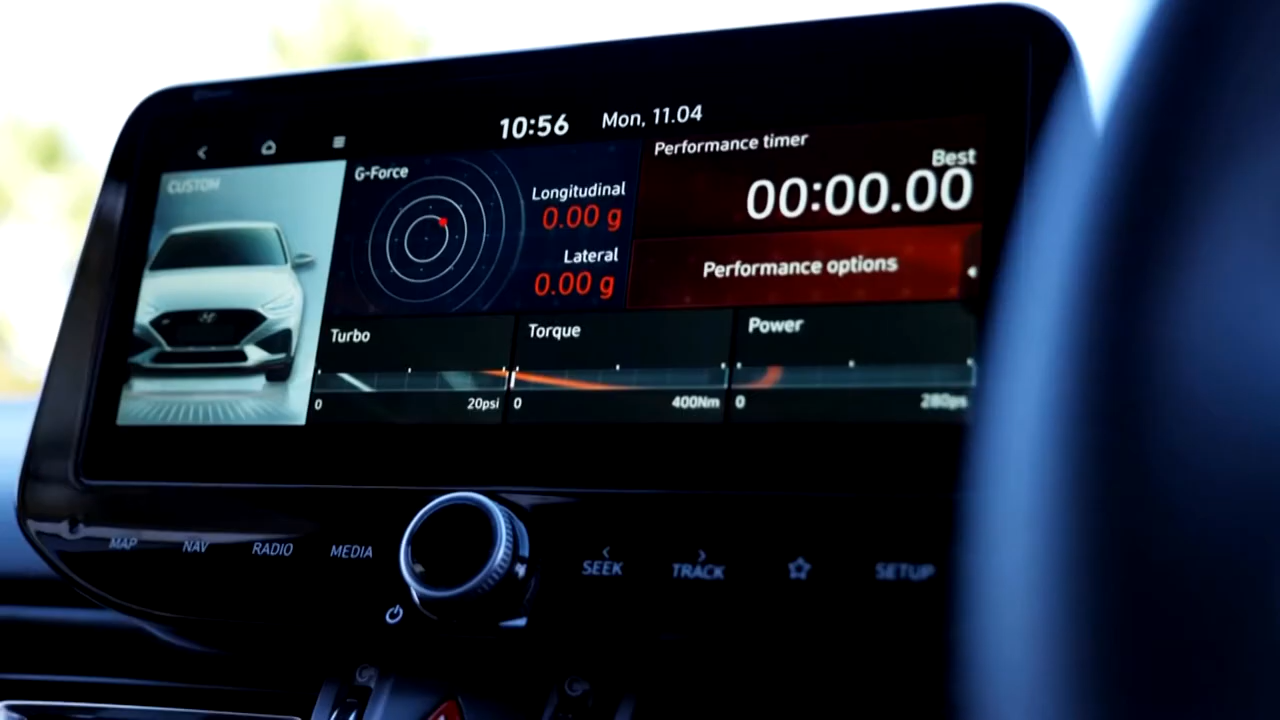 10:56 Mon, 11.04
CUSTOM
G-Force
Longitudinal
0.00 g
Lateral
0.00 g
Performance timer
Best
00:00.00
Performance options
Turbo
0 20psi
Torque
0 400Nm
Power
0 280ps
MAP NAV RADIO MEDIA SEEK TRACK SETUP